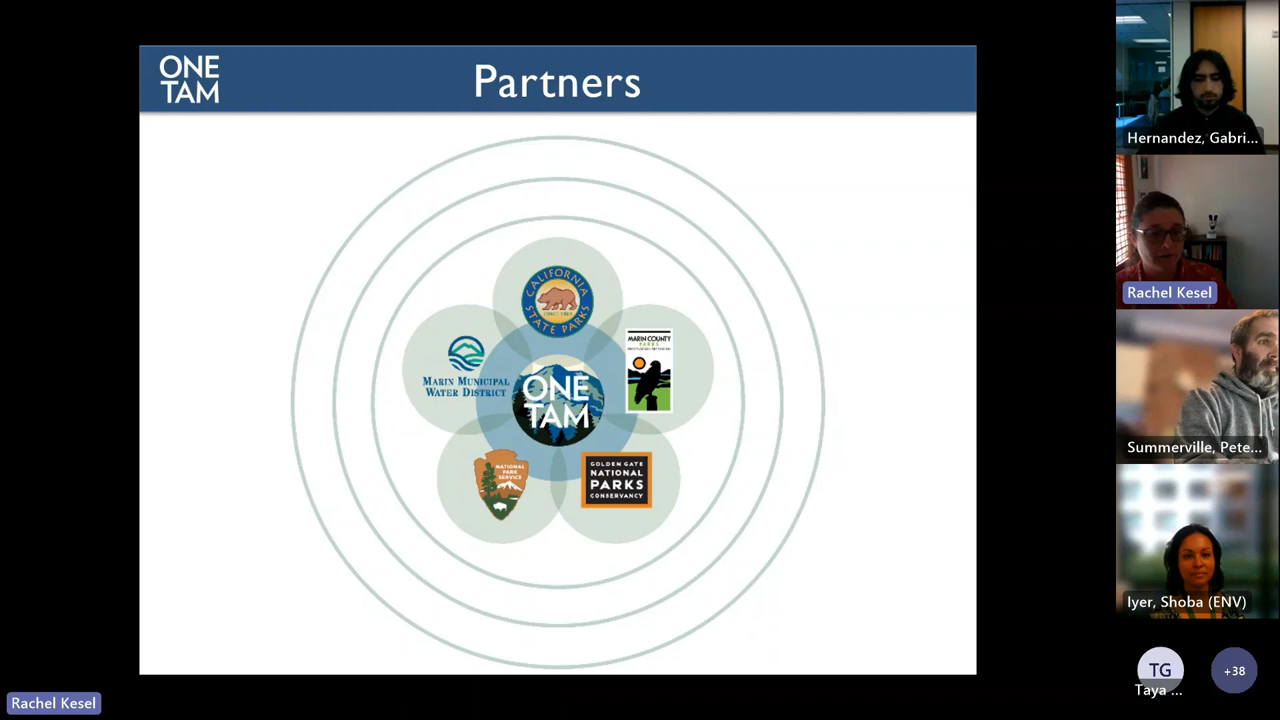 ONE
TAM
Partners
CALIFORNIA
STATE PARKS
MARIN MUNICIPAL
WATER DISTRICT
MARIN COUNTY
PARKS
ONE
TAM
NATIONAL
PARK
SERVICE
GOLDEN GATE
NATIONAL
PARKS
CONSERVANCY
Hernandez, Gabri...
Rachel Kesel
Summerville, Pete...
Iyer, Shoba (ENV)
TG
Taya ...
+38
Rachel Kesel